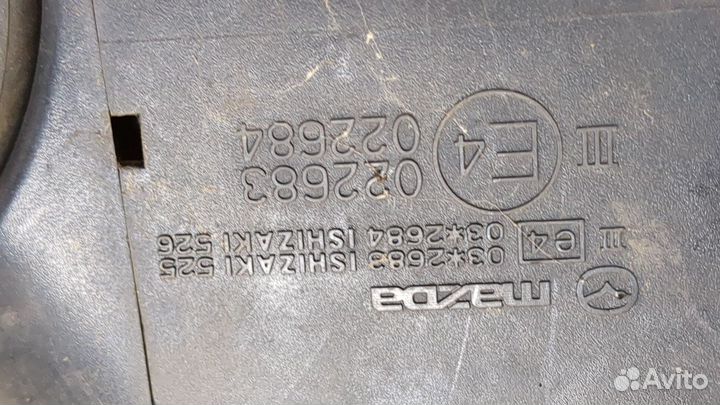 mazda
e4 03*2683 ISHIZAKI 525
III 03*2684 ISHIZAKI 526
E4 022683
III 022684
Avito